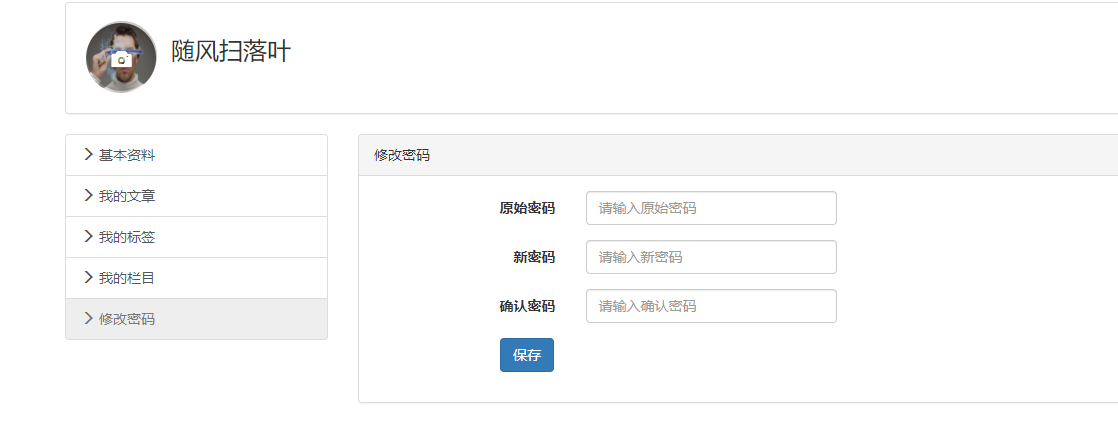 随风扫落叶
基本资料
我的文章
我的标签
我的栏目
修改密码
修改密码
原始密码 请输入原始密码
新密码 请输入新密码
确认密码 请输入确认密码
保存